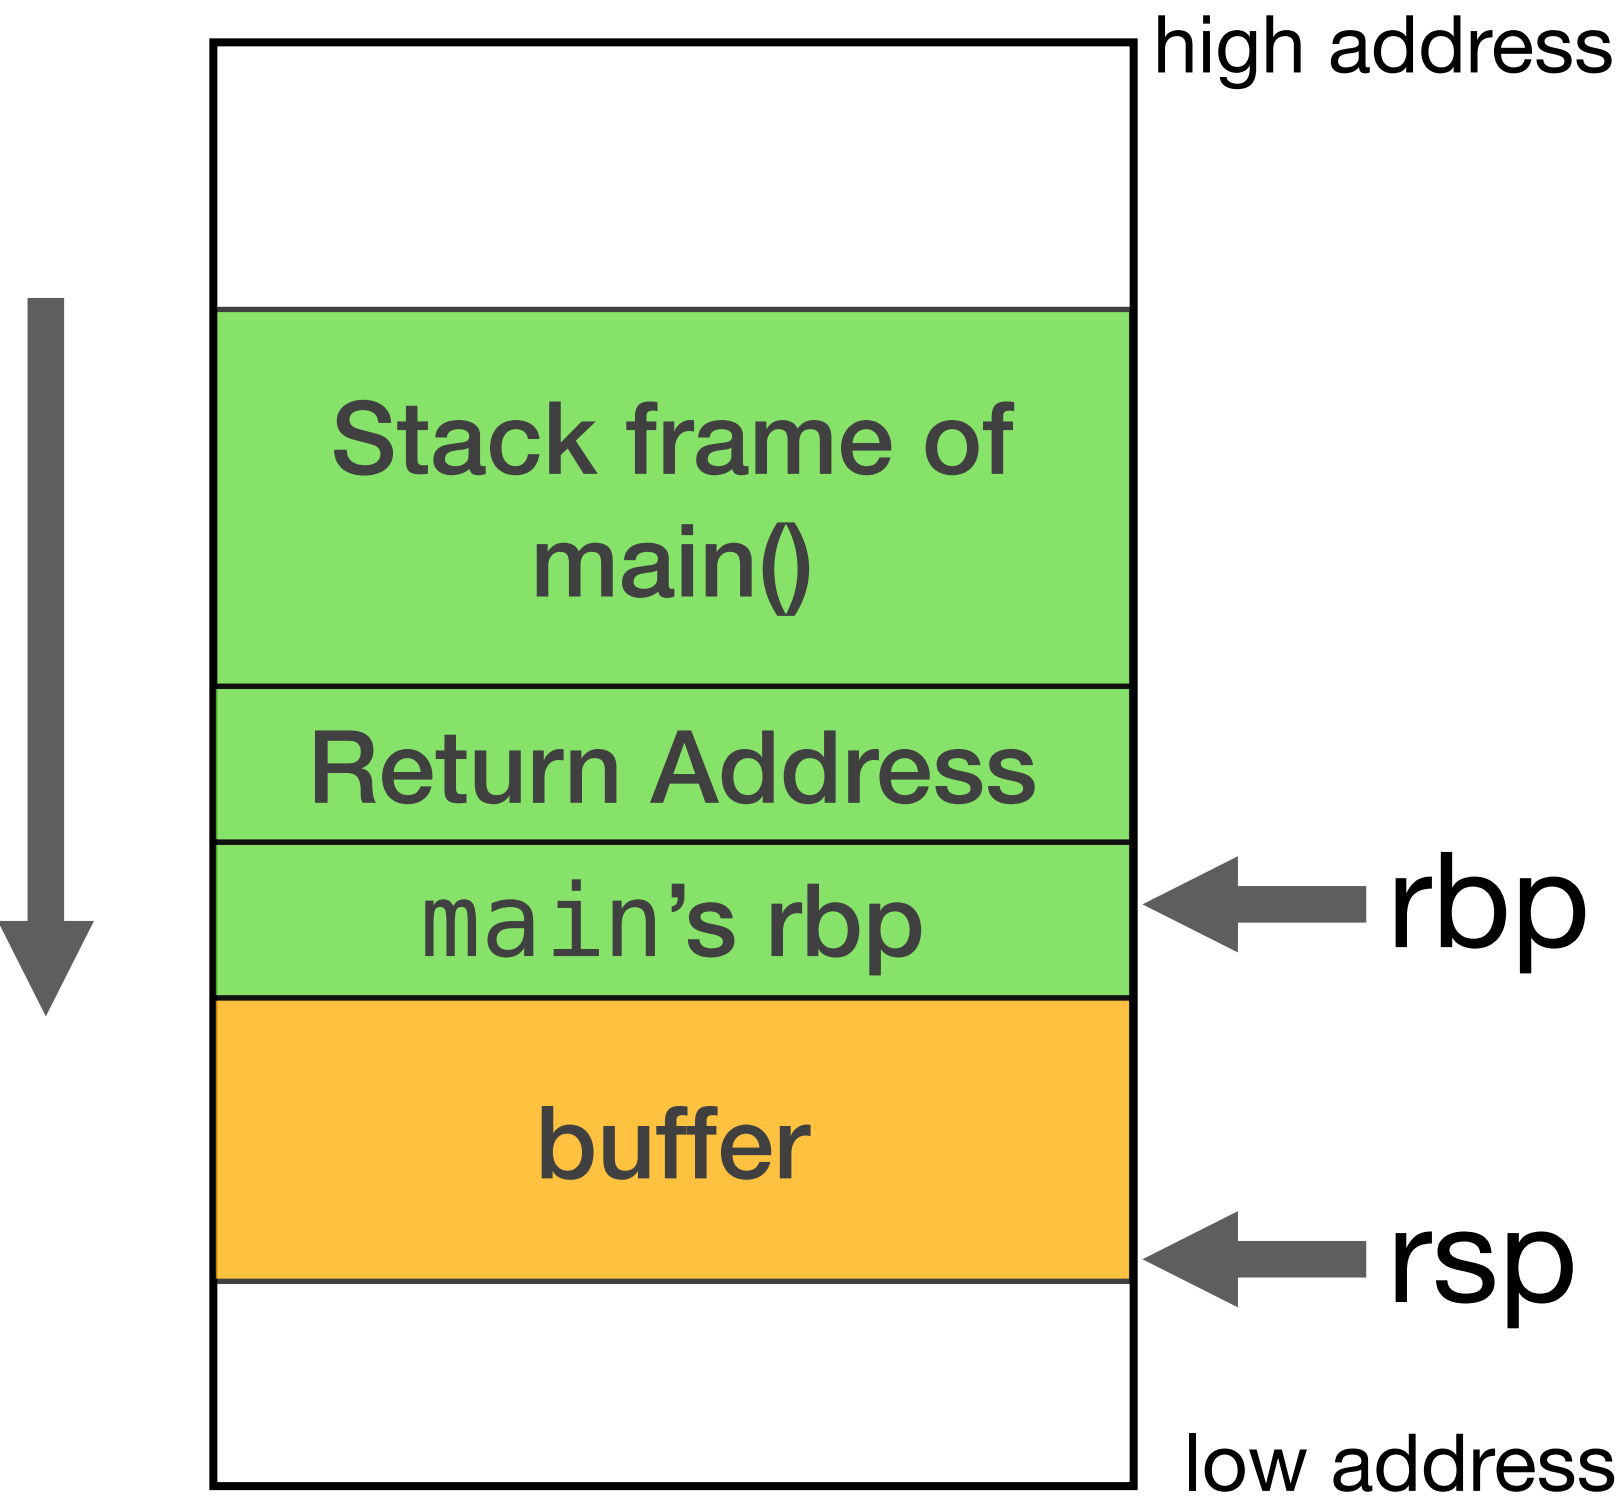 high address
Stack frame of
main()
Return Address
main’s rbp
rbp
buffer
rsp
low address